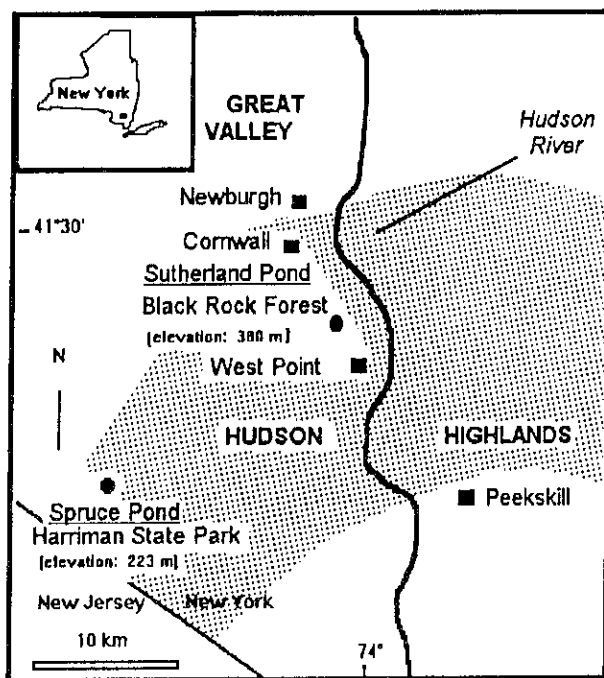 New York
GREAT
VALLEY
Hudson
River
Newburgh
41°30'
Cornwall
Sutherland Pond
Black Rock Forest
[elevation: 380 m]
N
West Point
HUDSON
HIGHLANDS
Peekskill
Spruce Pond
Harriman State Park
[elevation: 223 m]
New Jersey
New York
10 km
74°